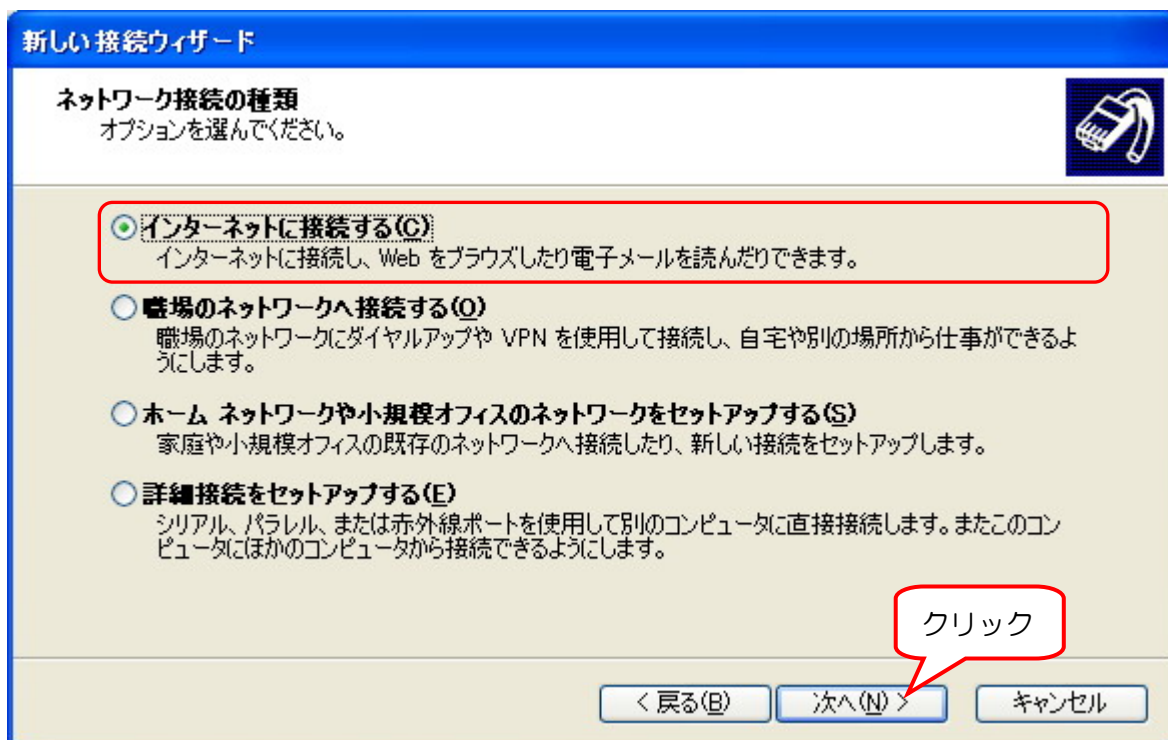 新しい接続ウィザード
ネットワーク接続の種類
オプションを選んでください。
インターネットに接続する(C)
インターネットに接続し、Web をブラウズしたり電子メールを読んだりできます。
職場のネットワークへ接続する(O)
職場のネットワークにダイヤルアップや VPN を使用して接続し、自宅や別の場所から仕事ができるよ
うにします。
ホーム ネットワークや小規模オフィスのネットワークをセットアップする(S)
家庭や小規模オフィスの既存のネットワークへ接続したり、新しい接続をセットアップします。
詳細接続をセットアップする(E)
シリアル、パラレル、または赤外線ポートを使用して別のコンピュータに直接接続します。またこのコン
ピュータにほかのコンピュータから接続できるようにします。
クリック
< 戻る(B) 次へ(N) > キャンセル